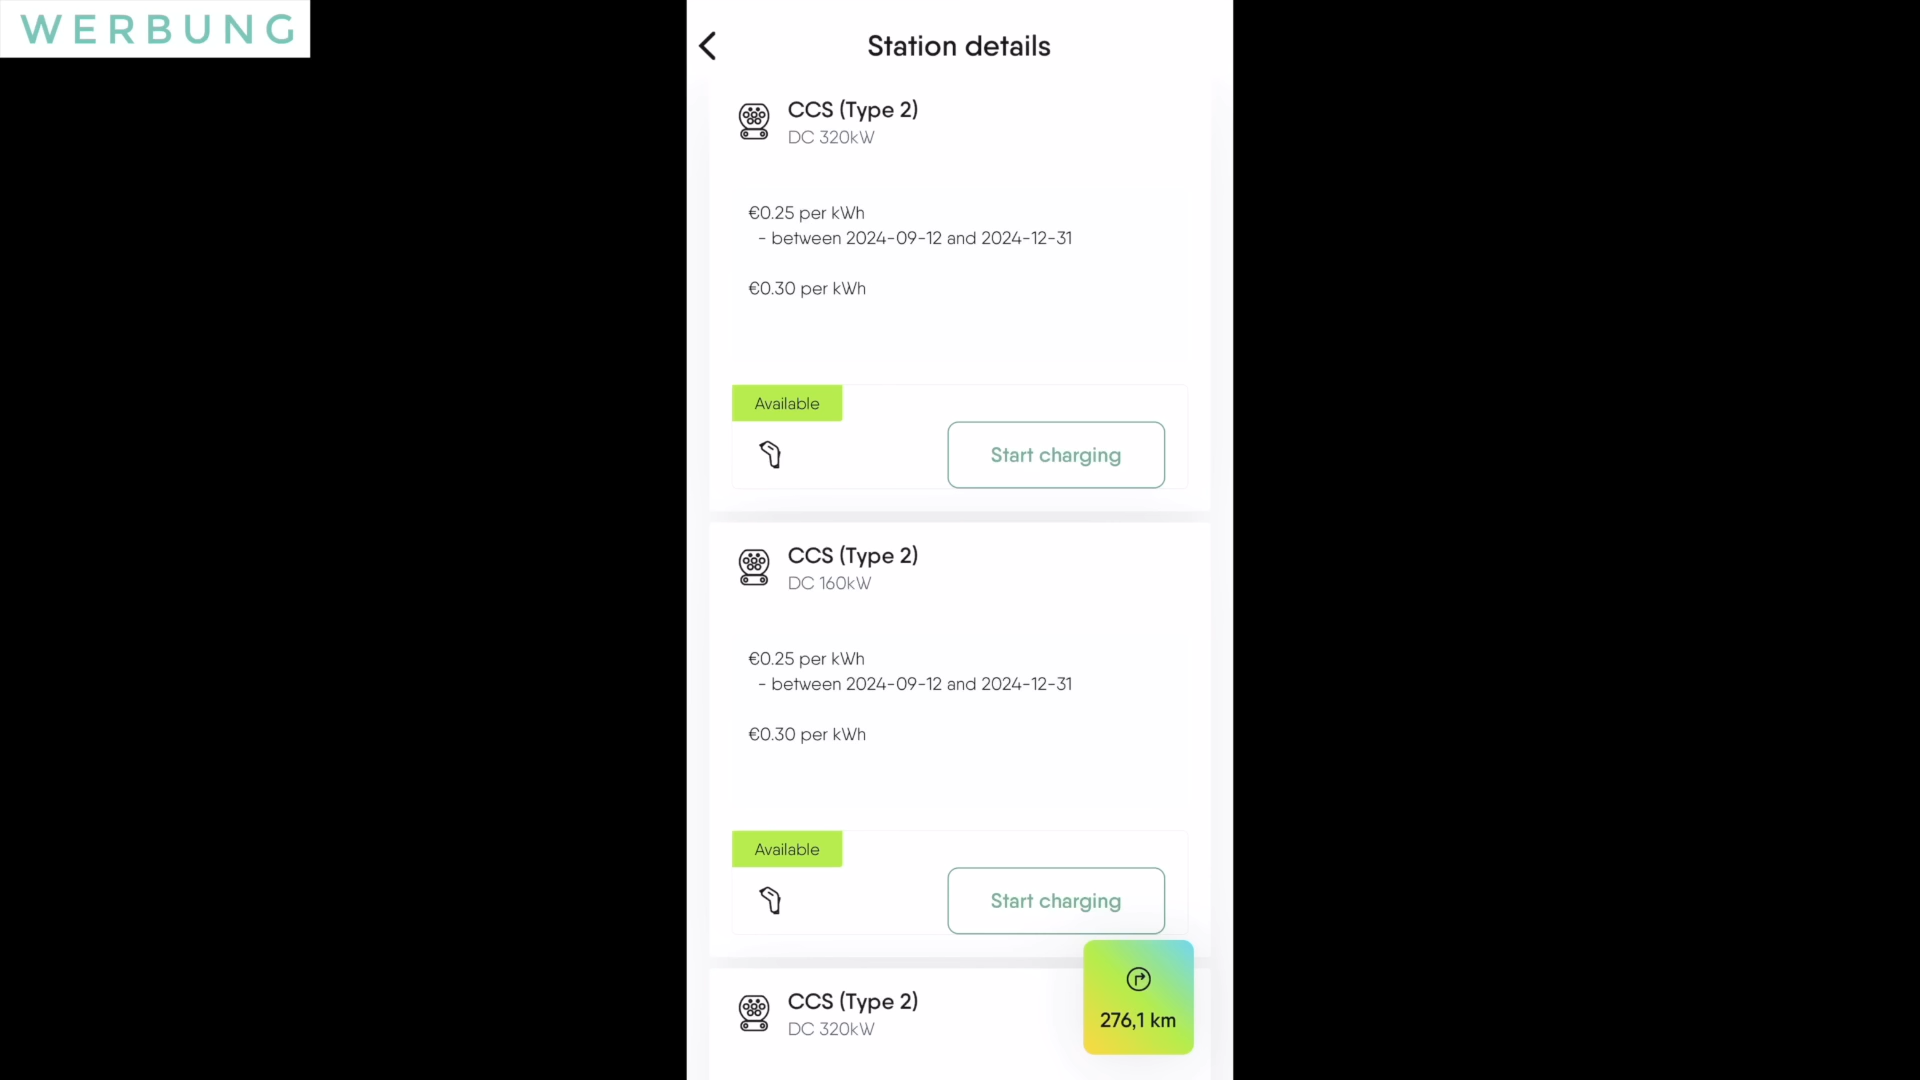 WERBUNG
Station details
CCS (Type 2)
DC 320kW
€0.25 per kWh
- between 2024-09-12 and 2024-12-31
€0.30 per kWh
Available
Start charging
CCS (Type 2)
DC 160kW
€0.25 per kWh
- between 2024-09-12 and 2024-12-31
€0.30 per kWh
Available
Start charging
CCS (Type 2)
DC 320kW
276,1 km